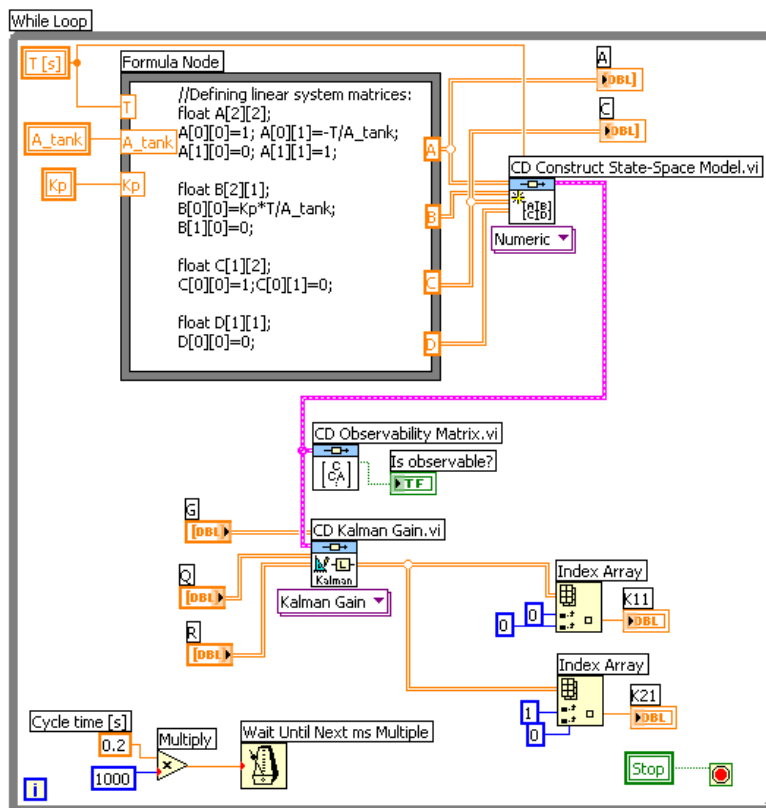 While Loop
T [s]
Formula Node
A
T
//Defining linear system matrices:
float A[2][2];
A[0][0]=1; A[0][1]=-T/A_tank;
A[1][0]=0; A[1][1]=1;
C
A_tank
A_tank
A
CD Construct State-Space Model.vi
Kp
Kp
float B[2][1];
B[0][0]=Kp*T/A_tank;
B[1][0]=0;
B
[A|B]
[C|D]
Numeric
float C[1][2];
C[0][0]=1;C[0][1]=0;
C
float D[1][1];
D[0][0]=0;
D
DBL]
DBL]
CD Observability Matrix.vi
C
CA
Is observable?
TF
G
[DBL
CD Kalman Gain.vi
L
Kalman
Q
[DBL
Kalman Gain
R
[DBL
Index Array
K11
0
0
DBL
Index Array
K21
1
0
DBL
Cycle time [s]
0.2
Multiply
x
1000
Wait Until Next ms Multiple
Stop
i